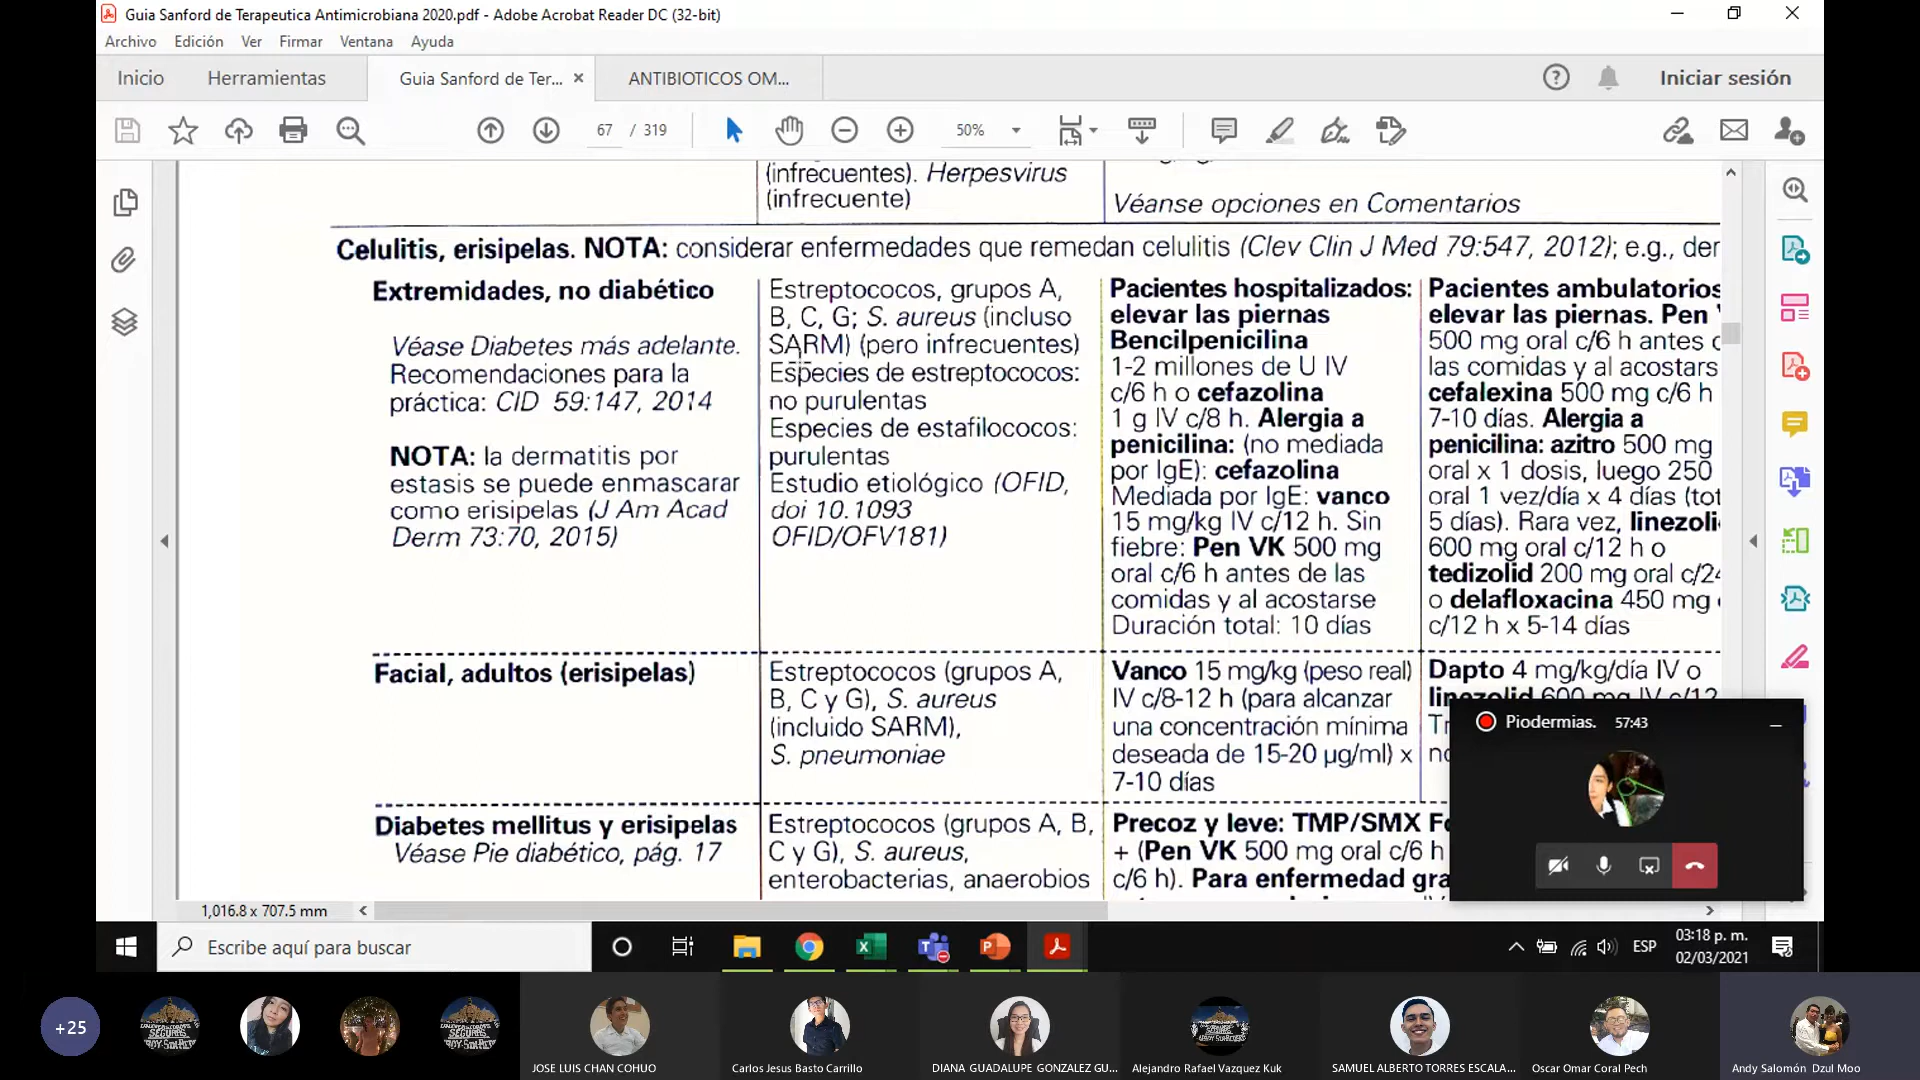 Guia Sanford de Terapeutica Antimicrobiana 2020.pdf - Adobe Acrobat Reader DC (32-bit)
Archivo Edición Ver Firmar Ventana Ayuda
Inicio Herramientas Guia Sanford de Ter... ANTIBIOTICOS OM... Iniciar sesión
67 / 319 50%
(infrecuentes). Herpesvirus
(infrecuente)
Véanse opciones en Comentarios
Celulitis, erisipelas. NOTA: considerar enfermedades que remedan celulitis (Clev Clin J Med 79:547, 2012); e.g., der
Extremidades, no diabético
Véase Diabetes más adelante.
Recomendaciones para la
práctica: CID 59:147, 2014
NOTA: la dermatitis por
estasis se puede enmascarar
como erisipelas (J Am Acad
Derm 73:70, 2015)
Estreptococos, grupos A,
B, C, G; S. aureus (incluso
SARM) (pero infrecuentes)
Especies de estreptococos:
no purulentas
Especies de estafilococos:
purulentas
Estudio etiológico (OFID,
doi 10.1093
OFID/OFV181)
Pacientes hospitalizados:
elevar las piernas
Bencilpenicilina
1-2 millones de U IV
c/6 h o cefazolina
1 g IV c/8 h. Alergia a
penicilina: (no mediada
por IgE): cefazolina
Mediada por IgE: vanco
15 mg/kg IV c/12 h. Sin
fiebre: Pen VK 500 mg
oral c/6 h antes de las
comidas y al acostarse
Duración total: 10 días
Pacientes ambulatorios
elevar las piernas. Pen
500 mg oral c/6 h antes
las comidas y al acostars
cefalexina 500 mg c/6 h
7-10 días. Alergia a
penicilina: azitro 500 mg
oral x 1 dosis, luego 250
oral 1 vez/día x 4 días (tot
5 días). Rara vez, linezoli
600 mg oral c/12 h o
tedizolid 200 mg oral c/24
o delafloxacina 450 mg
c/12 h x 5-14 días
Facial, adultos (erisipelas)
Estreptococos (grupos A,
B, C y G), S. aureus
(incluido SARM),
S. pneumoniae
Vanco 15 mg/kg (peso real)
IV c/8-12 h (para alcanzar
una concentración mínima
deseada de 15-20 µg/ml) x
7-10 días
Dapto 4 mg/kg/día IV o
linezolid 600 mg IV c/12
Diabetes mellitus y erisipelas
Véase Pie diabético, pág. 17
Estreptococos (grupos A, B,
C y G), S. aureus,
enterobacterias, anaerobios
Precoz y leve: TMP/SMX
+ (Pen VK 500 mg oral c/6 h
c/6 h). Para enfermedad gra
Piodermias. 57:43
1,016.8 x 707.5 mm
Escribe aquí para buscar
ESP
03:18 p. m.
02/03/2021
+25
JOSE LUIS CHAN COHUO
Carlos Jesus Basto Carrillo
DIANA GUADALUPE GONZALEZ GU...
Alejandro Rafael Vazquez Kuk
SAMUEL ALBERTO TORRES ESCALA...
Oscar Omar Coral Pech
Andy Salomón Dzul Moo